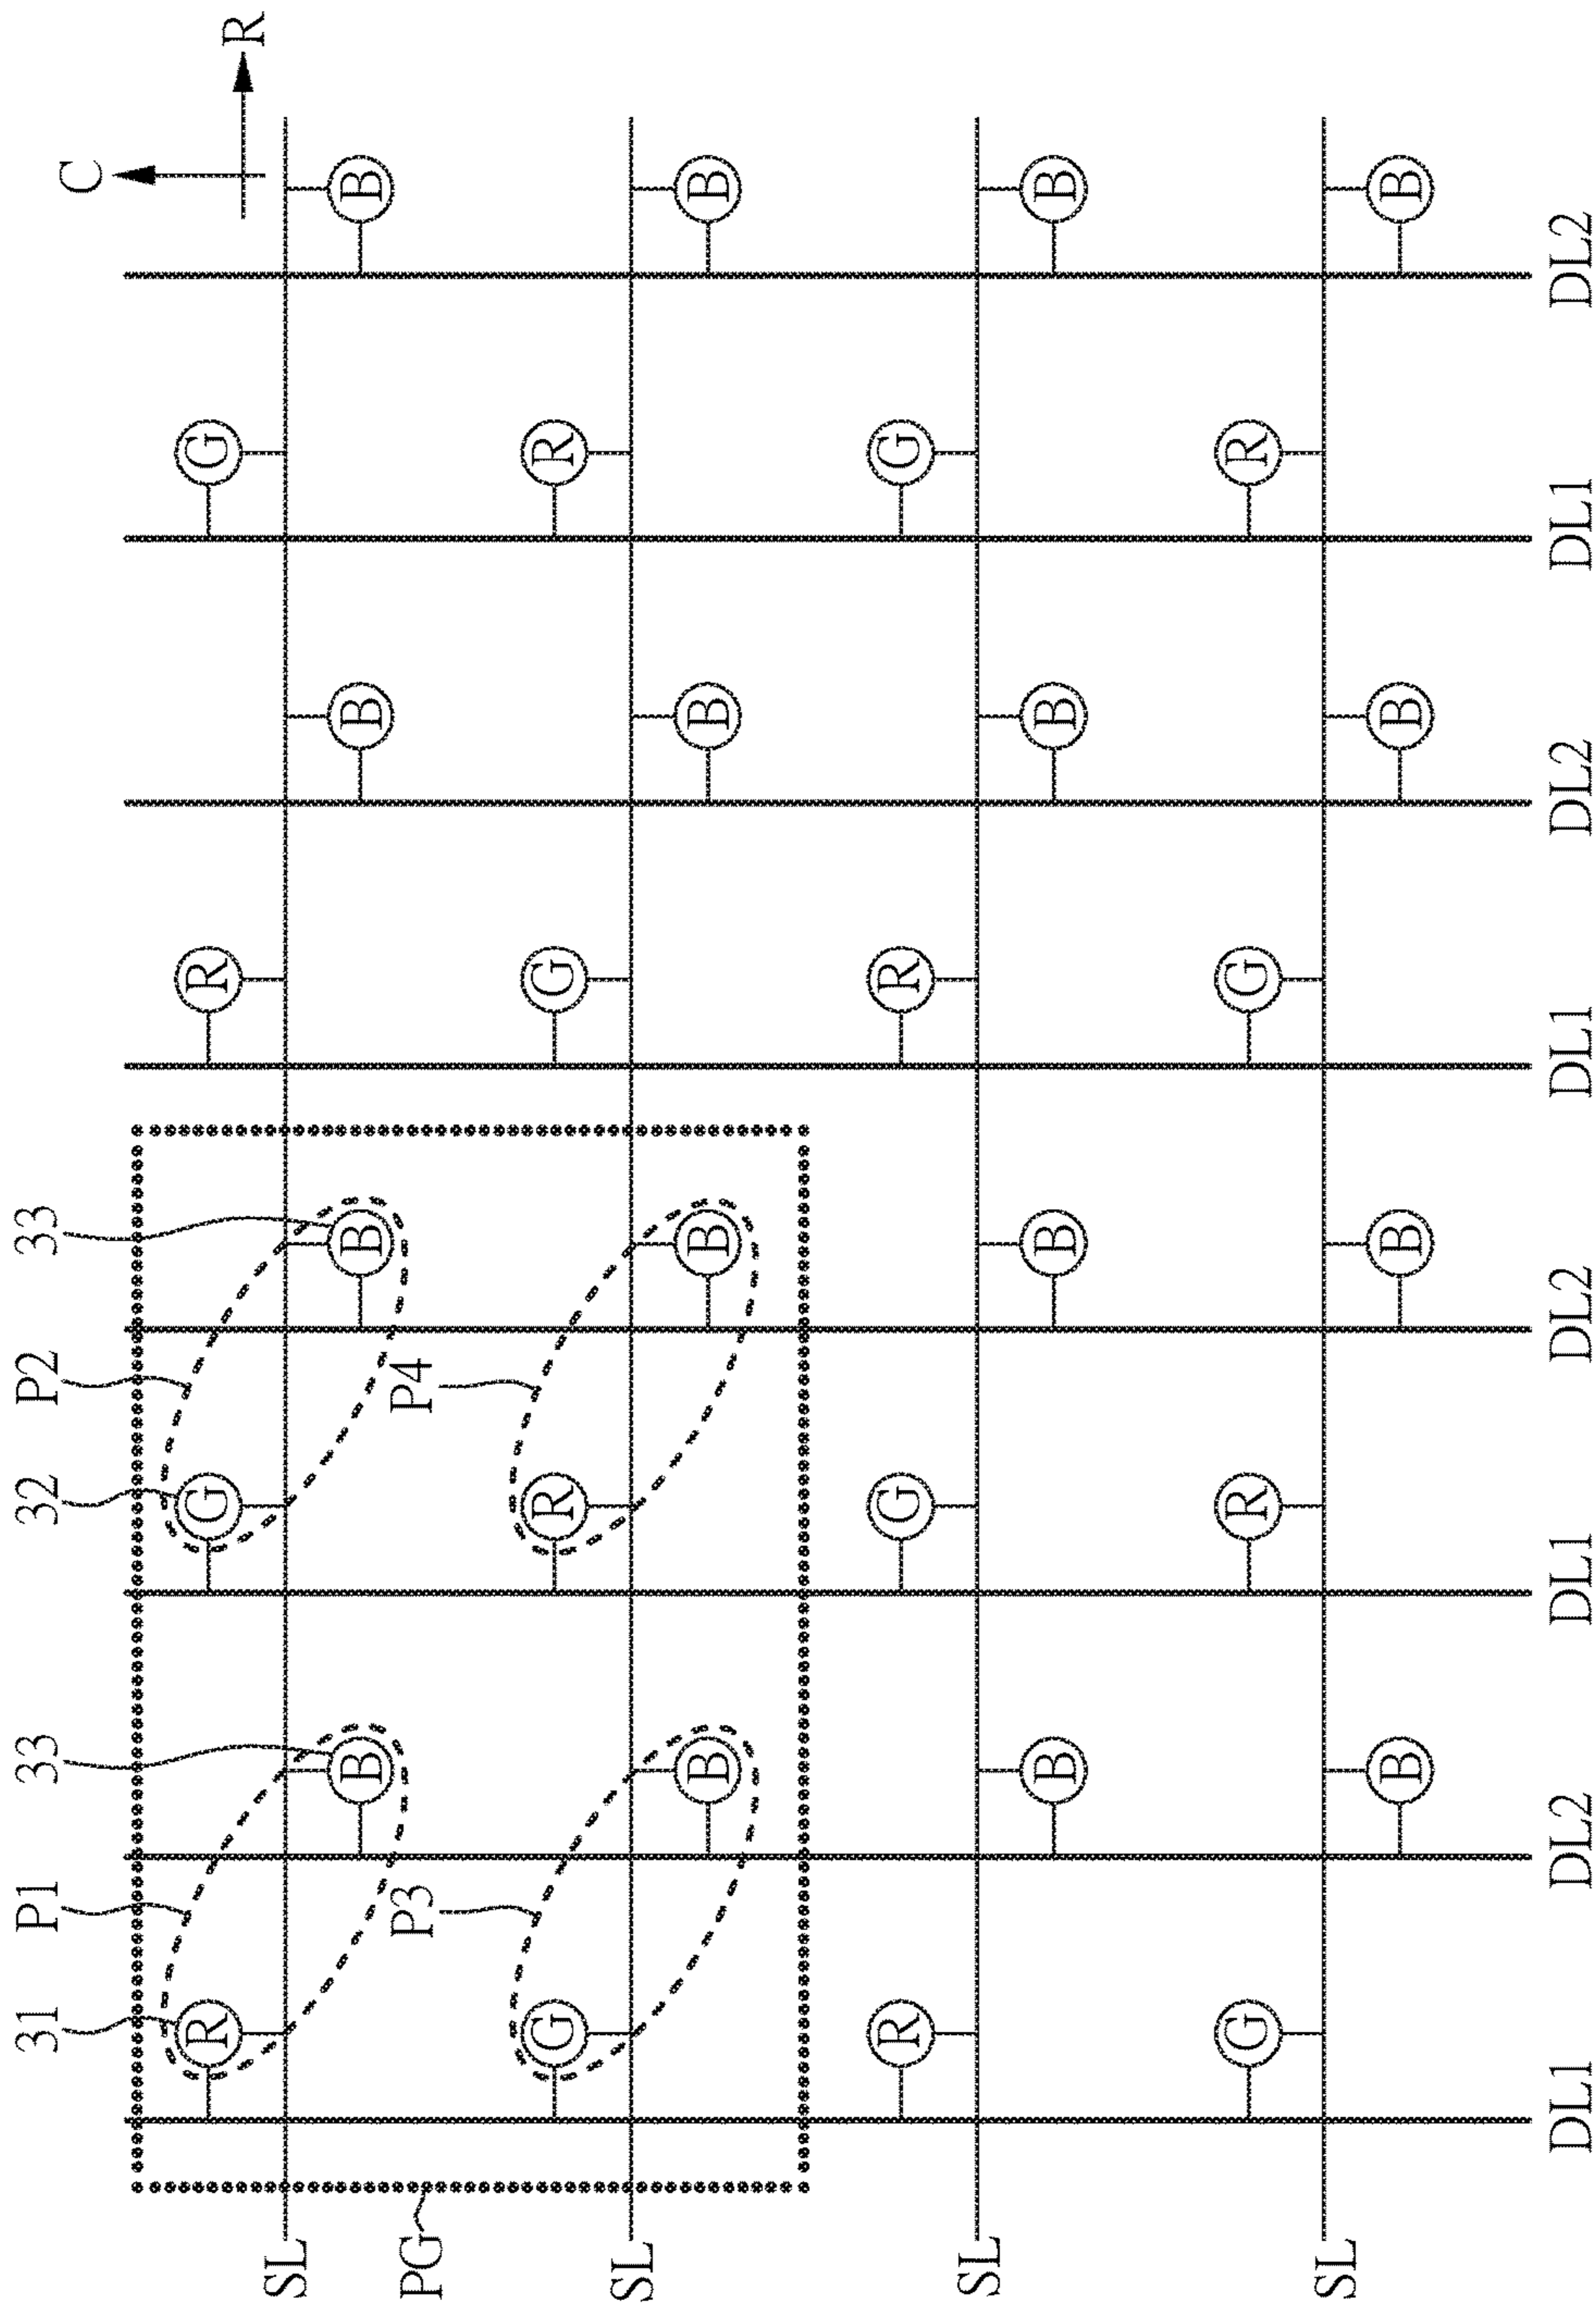 31 P1 33 32 P2 33
C
R
R G R G
SL
B B B B
PG P3 P4
G R G R
SL
B B B B
R G R G
SL
B B B B
G R G R
SL
B B B B
DL1 DL2 DL1 DL2 DL1 DL2 DL1 DL2